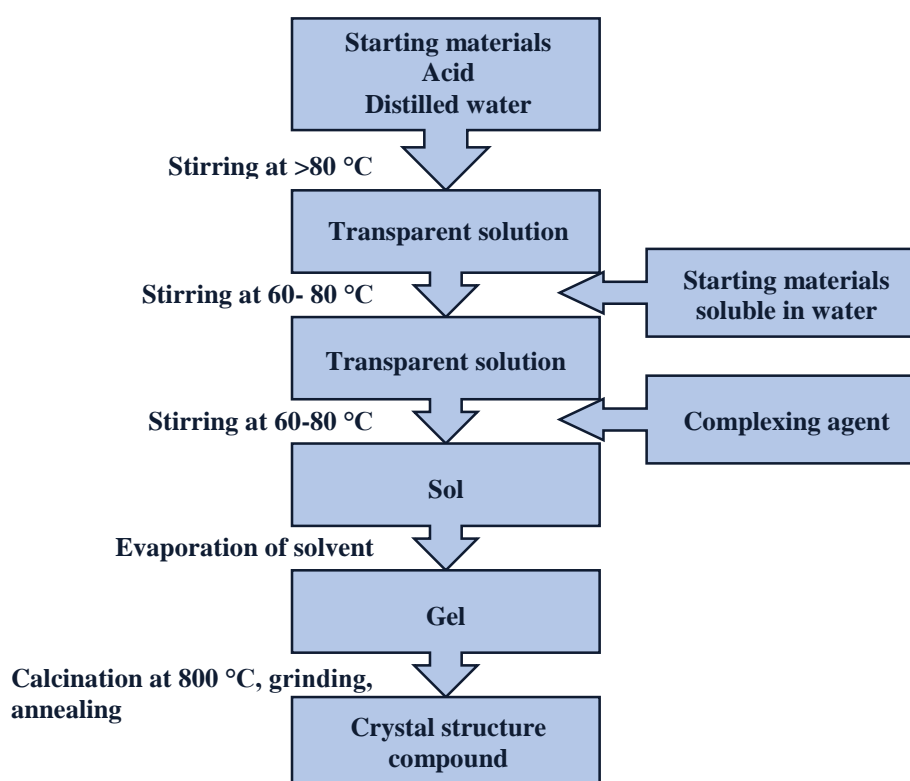 Starting materials
Acid
Distilled water
Stirring at >80 °C
Transparent solution
Stirring at 60- 80 °C
Starting materials
soluble in water
Transparent solution
Stirring at 60-80 °C
Complexing agent
Sol
Evaporation of solvent
Gel
Calcination at 800 °C, grinding,
annealing
Crystal structure
compound